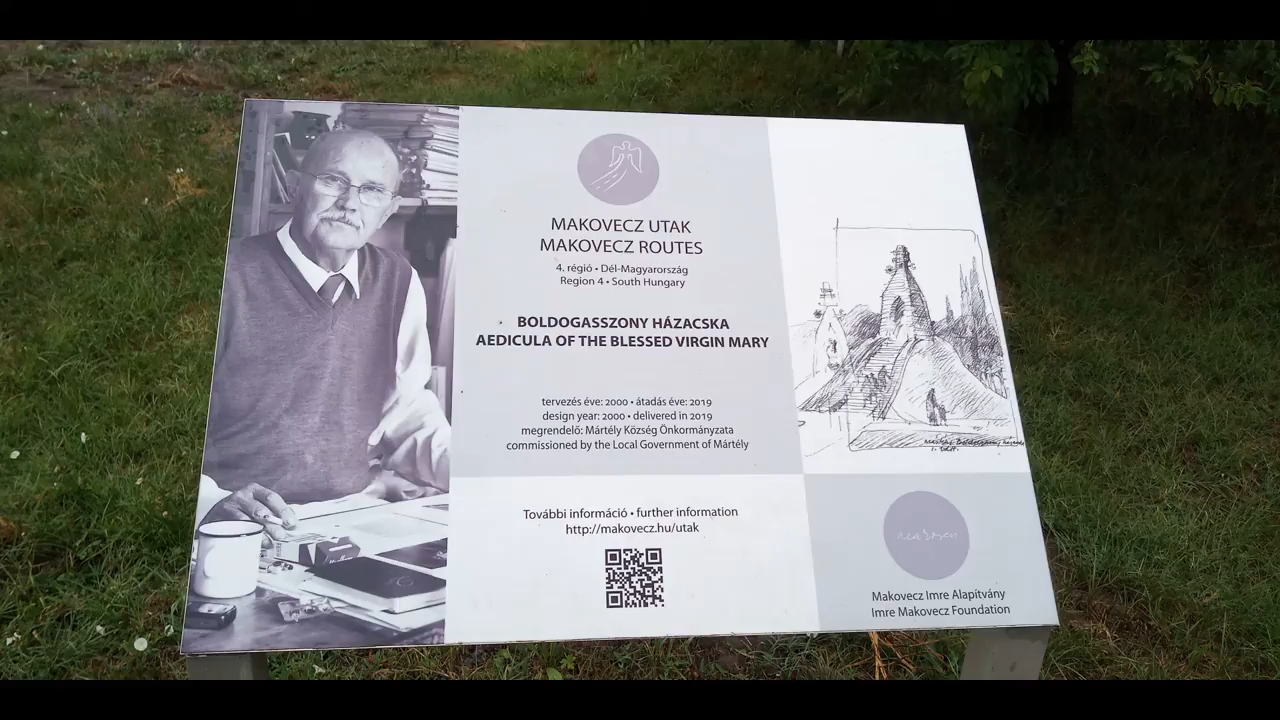 MAKOVECZ UTAK
MAKOVECZ ROUTES
4. régió • Dél-Magyarország
Region 4 • South Hungary
BOLDOGASSZONY HÁZACSKA
AEDICULA OF THE BLESSED VIRGIN MARY
tervezés éve: 2000 • átadás éve: 2019
design year: 2000 • delivered in 2019
megrendelő: Mártély Község Önkormányzata
commissioned by the Local Government of Mártély
További információ • further information
http://makovecz.hu/utak
Makovecz Imre Alapítvány
Imre Makovecz Foundation